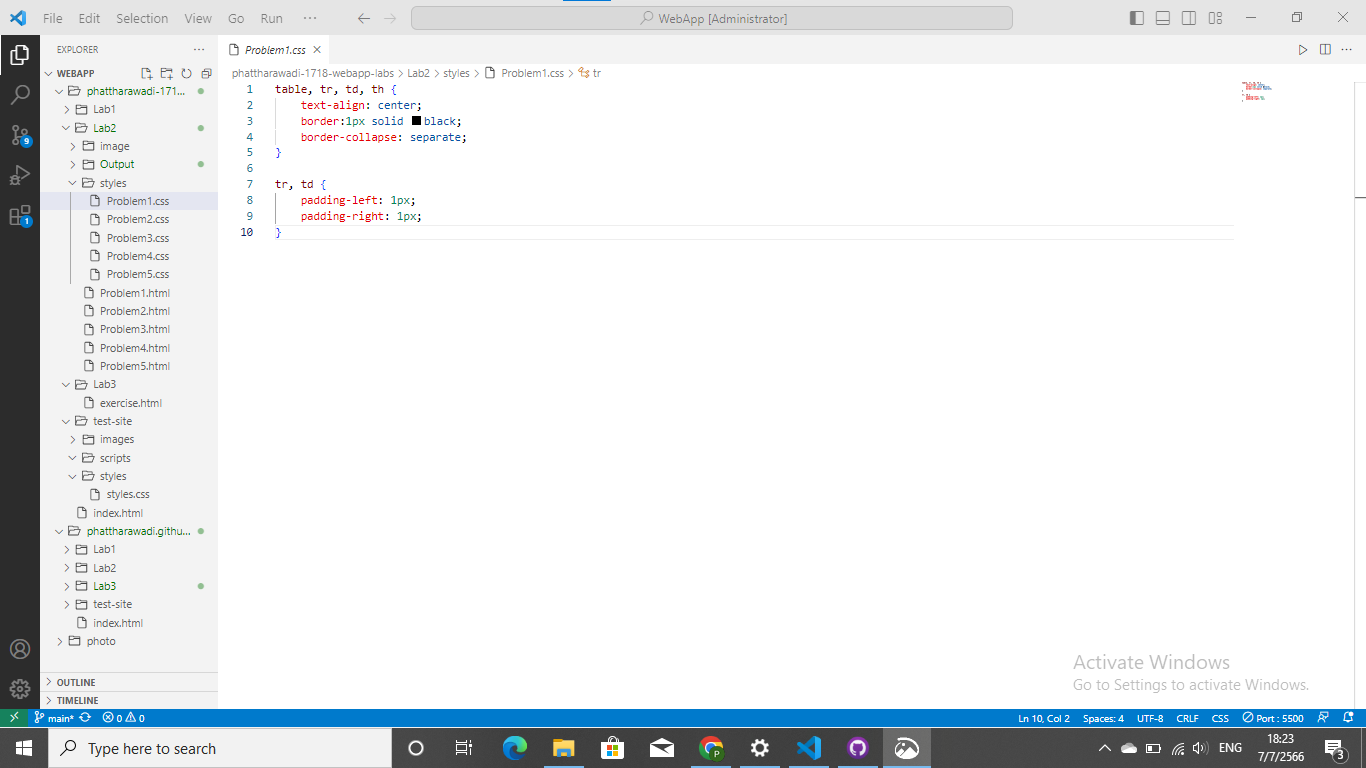 File Edit Selection View Go Run ··· WebApp [Administrator]
EXPLORER ···
WEBAPP
phattharawadi-171...
Lab1
Lab2
image
Output
styles
Problem1.css
Problem2.css
Problem3.css
Problem4.css
Problem5.css
Problem1.html
Problem2.html
Problem3.html
Problem4.html
Problem5.html
Lab3
exercise.html
test-site
images
scripts
styles
styles.css
index.html
phattharawadi.githu...
Lab1
Lab2
Lab3
test-site
index.html
photo
OUTLINE
TIMELINE
9
1
Problem1.css
phattharawadi-1718-webapp-labs > Lab2 > styles > Problem1.css > tr
1 table, tr, td, th {
2 text-align: center;
3 border:1px solid black;
4 border-collapse: separate;
5 }
6
7 tr, td {
8 padding-left: 1px;
9 padding-right: 1px;
10 }
Activate Windows
Go to Settings to activate Windows.
main* 0 0 Ln 10, Col 2 Spaces: 4 UTF-8 CRLF CSS Port : 5500
Type here to search
ENG
18:23
7/7/2566
3